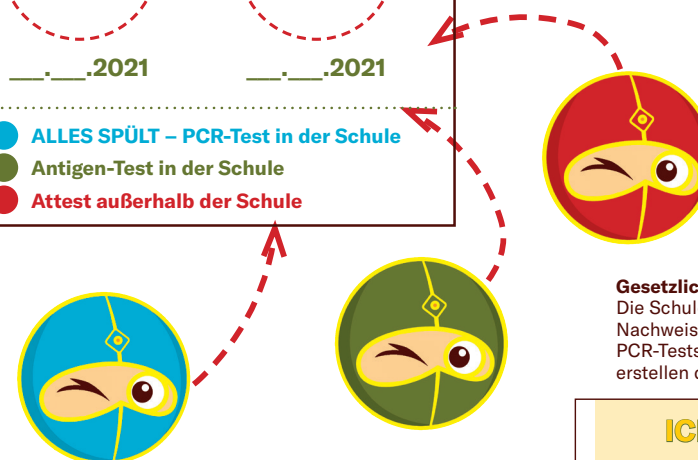 ___.___.2021 ___.___.2021
ALLES SPÜLT – PCR-Test in der Schule
Antigen-Test in der Schule
Attest außerhalb der Schule
Gesetzlic
Die Schul
Nachweis
PCR-Tests
erstellen